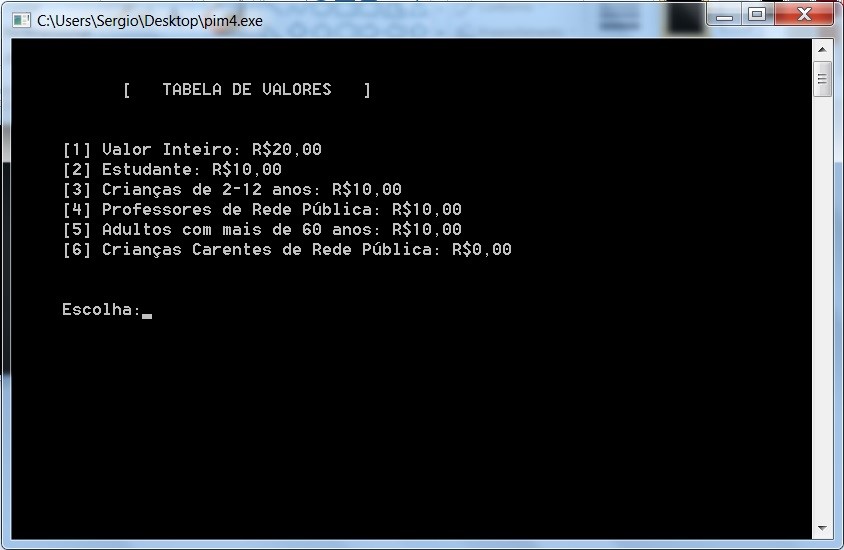 C:\Users\Sergio\Desktop\pim4.exe
[ TABELA DE VALORES ]
[1] Valor Inteiro: R$20,00
[2] Estudante: R$10,00
[3] Crianças de 2-12 anos: R$10,00
[4] Professores de Rede Pública: R$10,00
[5] Adultos com mais de 60 anos: R$10,00
[6] Crianças Carentes de Rede Pública: R$0,00
Escolha:_